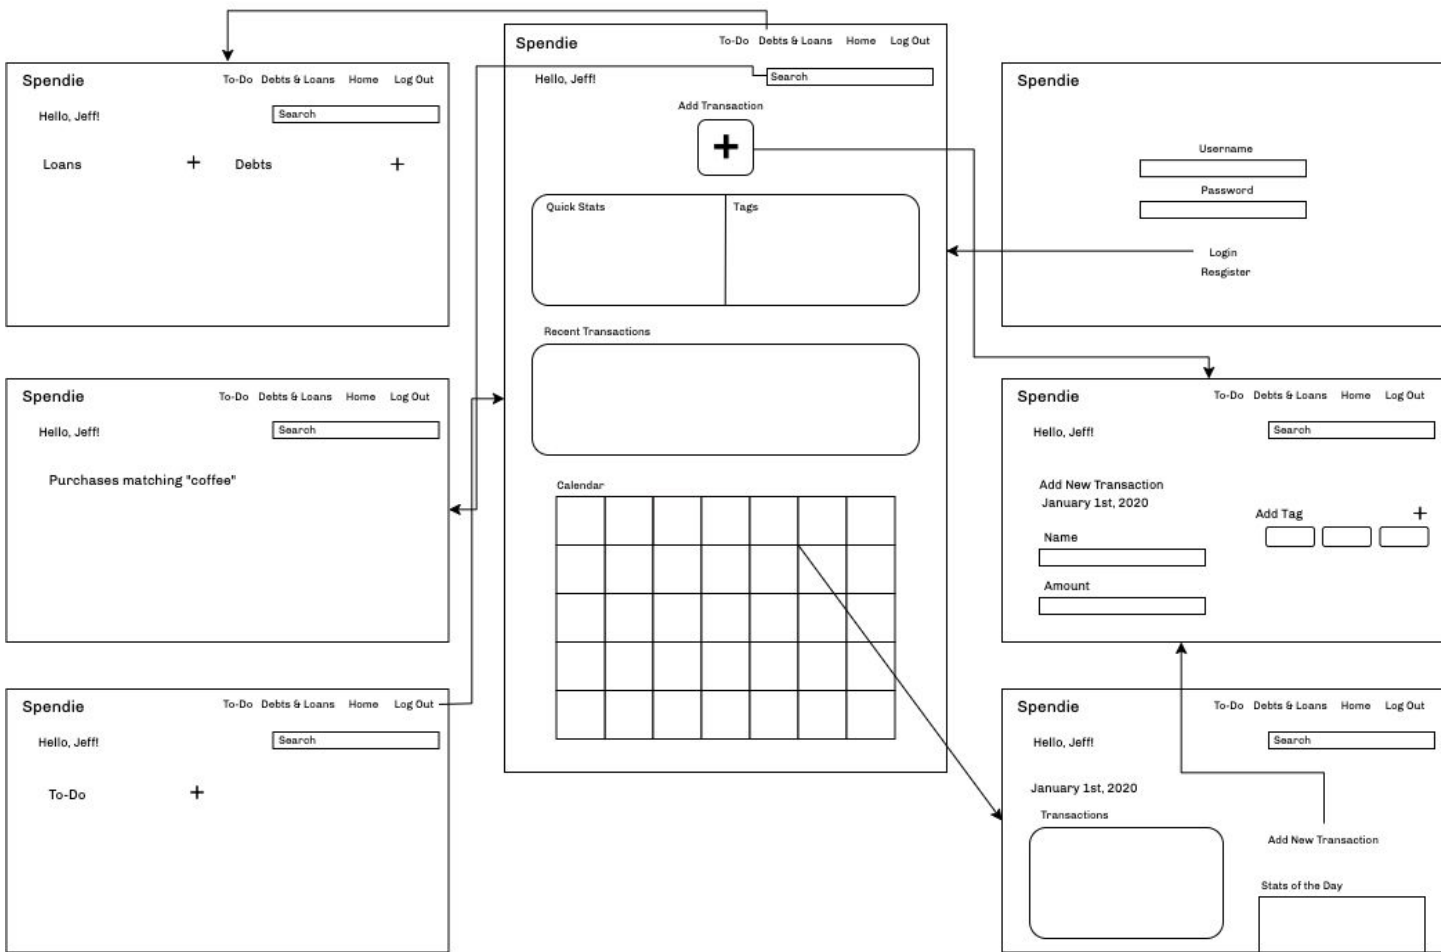 Spendie
To-Do Debts & Loans Home Log Out
Hello, Jeff!
Search
Loans + Debts +
Spendie
To-Do Debts & Loans Home Log Out
Hello, Jeff!
Search
Purchases matching "coffee"
Spendie
To-Do Debts & Loans Home Log Out
Hello, Jeff!
Search
To-Do +
Spendie
To-Do Debts & Loans Home Log Out
Hello, Jeff!
Search
Add Transaction
+
Quick Stats
Tags
Recent Transactions
Calendar
Spendie
Username
Password
Login
Resgister
Spendie
To-Do Debts & Loans Home Log Out
Hello, Jeff!
Search
Add New Transaction
January 1st, 2020
Name
Amount
Add Tag +
Spendie
To-Do Debts & Loans Home Log Out
Hello, Jeff!
Search
January 1st, 2020
Transactions
Add New Transaction
Stats of the Day